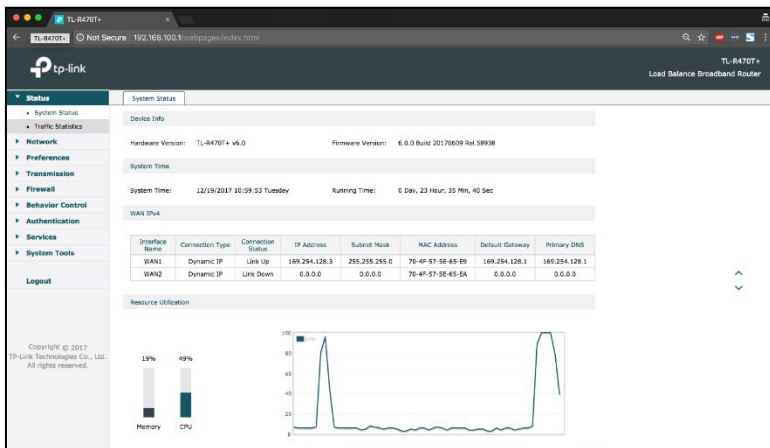 TL-R470T+
TL-R470T+ Not Secure 192.168.100.1/webpages/index.html
tp-link
TL-R470T+
Load Balance Broadband Router
Status
System Status
Traffic Statistics
Network
Preferences
Transmission
Firewall
Behavior Control
Authentication
Services
System Tools
Logout
Copyright © 2017
TP-Link Technologies Co., Ltd.
All rights reserved.
System Status
Device Info
Hardware Version: TL-R470T+ v6.0 Firmware Version: 6.0.0 Build 20170609 Rel.58938
System Time
System Time: 12/19/2017 10:59:53 Tuesday Running Time: 0 Day, 23 Hour, 35 Min, 40 Sec
WAN IPv4
Interface Name Connection Type Connection Status IP Address Subnet Mask MAC Address Default Gateway Primary DNS
WAN1 Dynamic IP Link Up 169.254.128.3 255.255.255.0 70-4F-57-5E-65-E9 169.254.128.1 169.254.128.1
WAN2 Dynamic IP Link Down 0.0.0.0 0.0.0.0 70-4F-57-5E-65-EA 0.0.0.0 0.0.0.0
Resource Utilization
19% 49%
Memory CPU
CPU
100
80
60
40
20
0